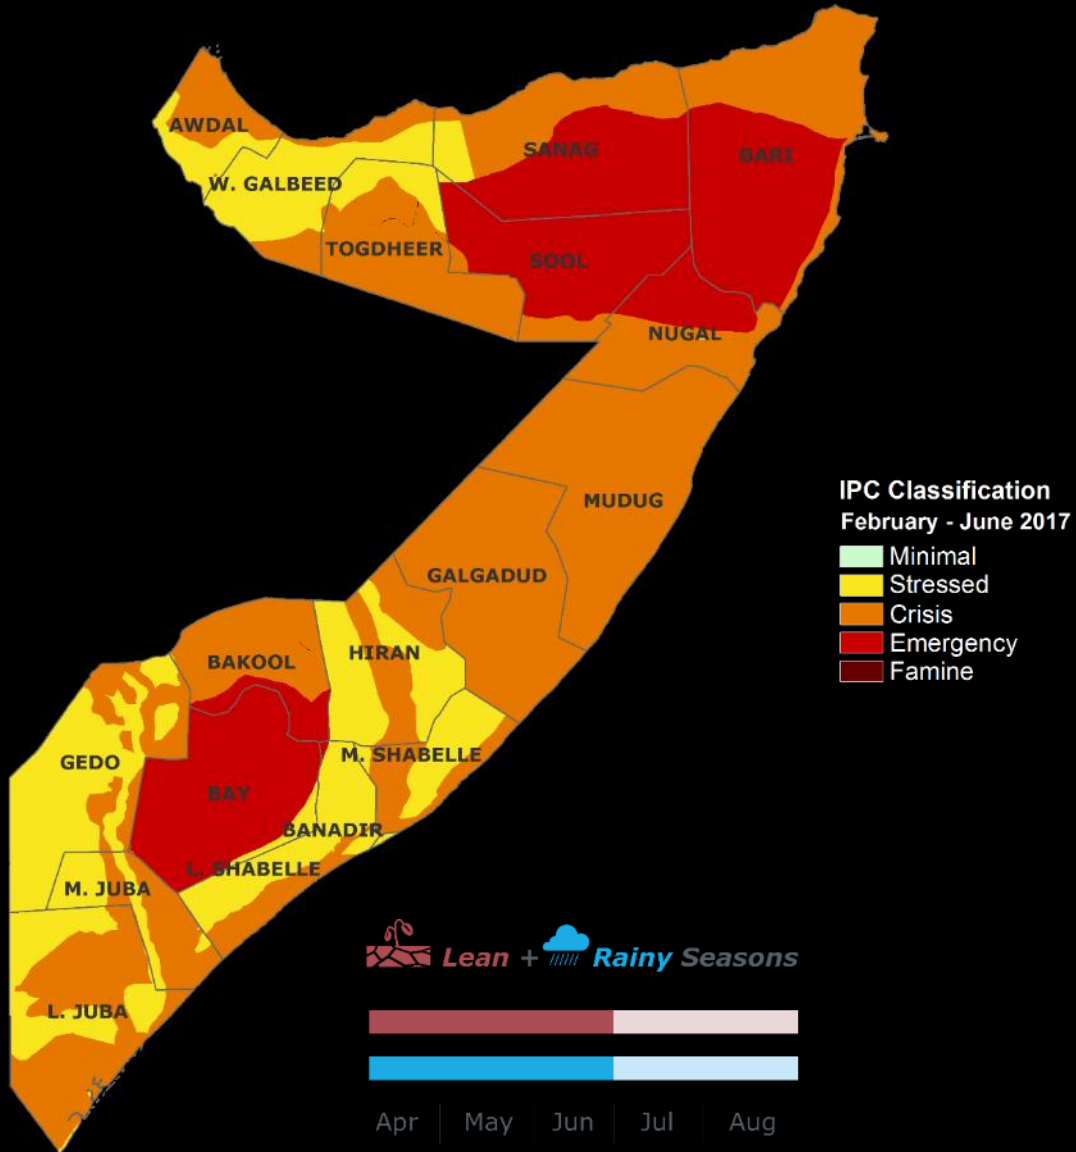 AWDAL
SANAG
BARI
W. GALBEED
TOGDHEER
SOOL
NUGAL
MUDUG
IPC Classification
February - June 2017
Minimal
Stressed
Crisis
Emergency
Famine
GALGADUD
HIRAN
BAKOOL
GEDO
M. SHABELLE
BAY
BANADIR
L. SHABELLE
M. JUBA
L. JUBA
Lean + Rainy Seasons
Apr May Jun Jul Aug